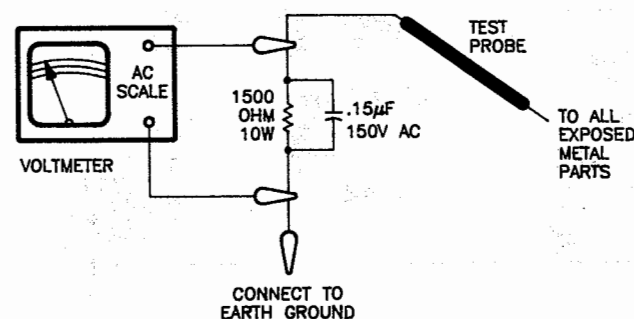 AC
SCALE
VOLTMETER
1500
OHM
10W
.15µF
150V AC
TEST
PROBE
TO ALL
EXPOSED
METAL
PARTS
CONNECT TO
EARTH GROUND